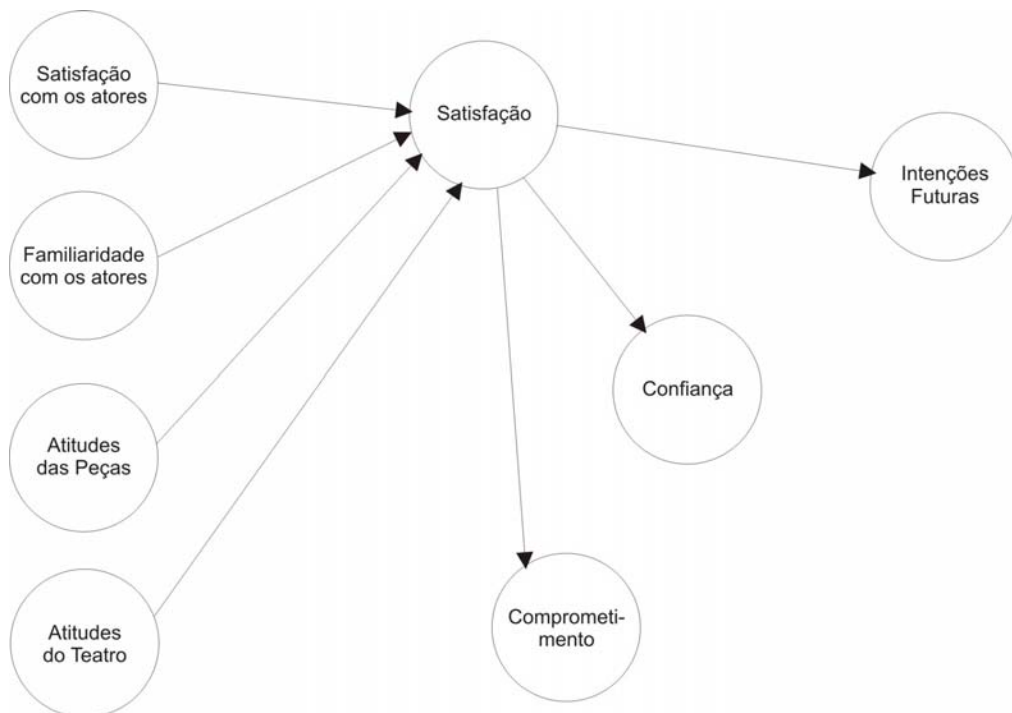 Satisfação
com os atores
Satisfação
Intenções
Futuras
Familiaridade
com os atores
Confiança
Atitudes
das Peças
Comprometi-
mento
Atitudes
do Teatro